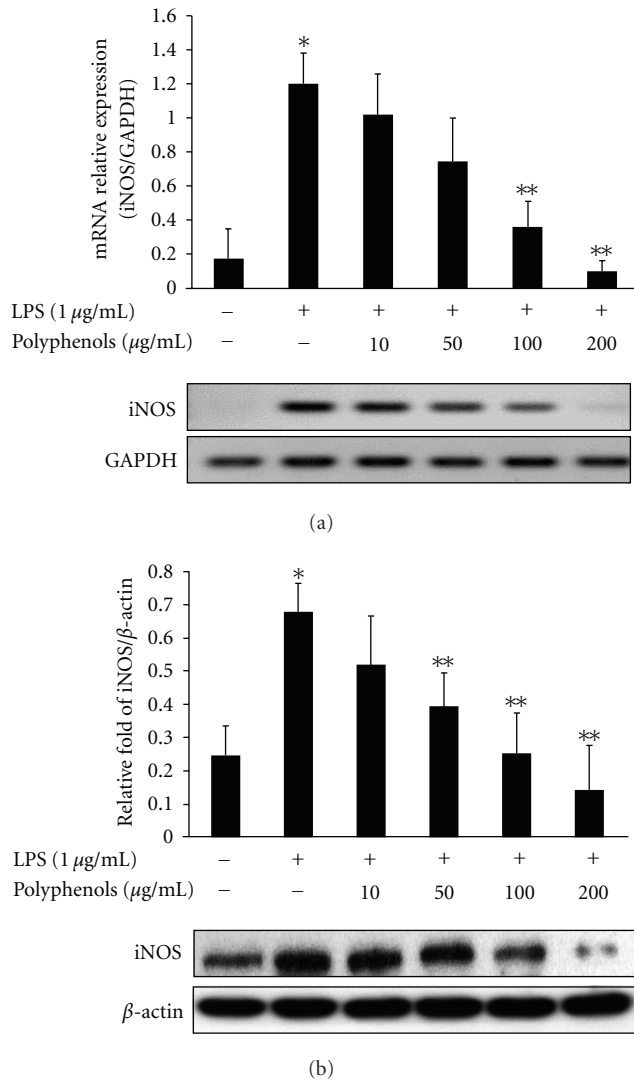 mRNA relative expression
(iNOS/GAPDH)
1.6
1.4
1.2
1
0.8
0.6
0.4
0.2
0
*
**
**
LPS (1 μg/mL) − + + + + +
Polyphenols (μg/mL) − − 10 50 100 200
iNOS
GAPDH
(a)
Relative fold of iNOS/β-actin
0.8
0.7
0.6
0.5
0.4
0.3
0.2
0.1
0
*
**
**
**
LPS (1 μg/mL) − + + + + +
Polyphenols (μg/mL) − − 10 50 100 200
iNOS
β-actin
(b)